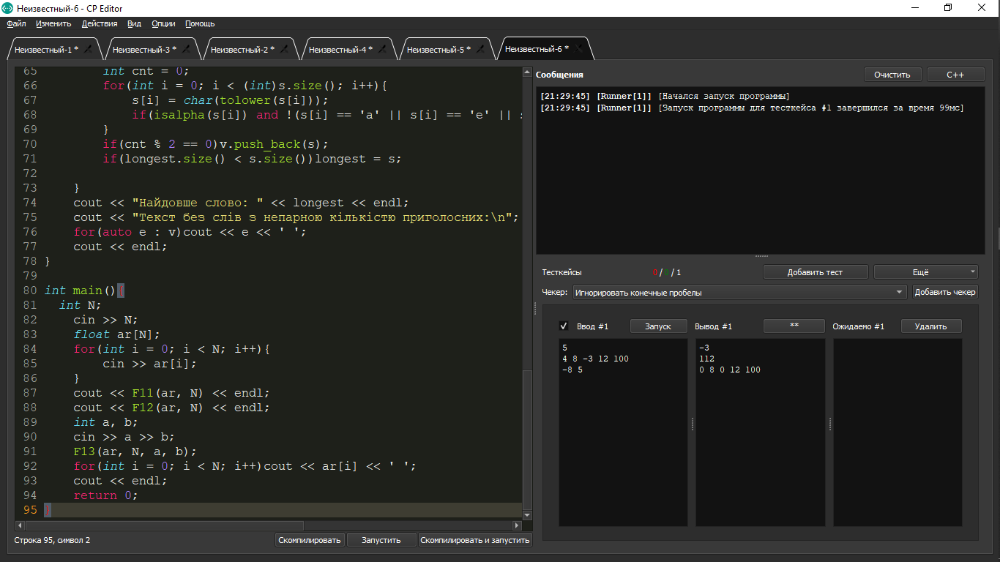 Неизвестный-6 - CP Editor
Файл Изменить Действия Вид Опции Помощь
Неизвестный-1 * Неизвестный-3 * Неизвестный-2 * Неизвестный-4 * Неизвестный-5 * Неизвестный-6 *
65 int cnt = 0;
66 for(int i = 0; i < (int)s.size(); i++){
67 s[i] = char(tolower(s[i]));
68 if(isalpha(s[i]) and !(s[i] == 'a' || s[i] == 'e' || s
69 }
70 if(cnt % 2 == 0)v.push_back(s);
71 if(longest.size() < s.size())longest = s;
72
73 }
74 cout << "Найдовше слово: " << longest << endl;
75 cout << "Текст без слів з непарною кількістю приголосних:\n";
76 for(auto e : v)cout << e << ' ';
77 cout << endl;
78 }
79
80 int main(){
81 int N;
82 cin >> N;
83 float ar[N];
84 for(int i = 0; i < N; i++){
85 cin >> ar[i];
86 }
87 cout << F11(ar, N) << endl;
88 cout << F12(ar, N) << endl;
89 int a, b;
90 cin >> a >> b;
91 F13(ar, N, a, b);
92 for(int i = 0; i < N; i++)cout << ar[i] << ' ';
93 cout << endl;
94 return 0;
95 }
Строка 95, символ 2
Скомпилировать Запустить Скомпилировать и запустить
Сообщения Очистить C++
[21:29:45] [Runner[1]] [Начался запуск программы]
[21:29:45] [Runner[1]] [Запуск программы для тесткейса #1 завершился за время 99мс]
Тесткейсы 0 / 0 / 1 Добавить тест Ещё
Чекер: Игнорировать конечные пробелы Добавить чекер
Ввод #1 Запуск Вывод #1 ** Ожидаемо #1 Удалить
5
4 8 -3 12 100
-8 5
-3
112
0 8 0 12 100